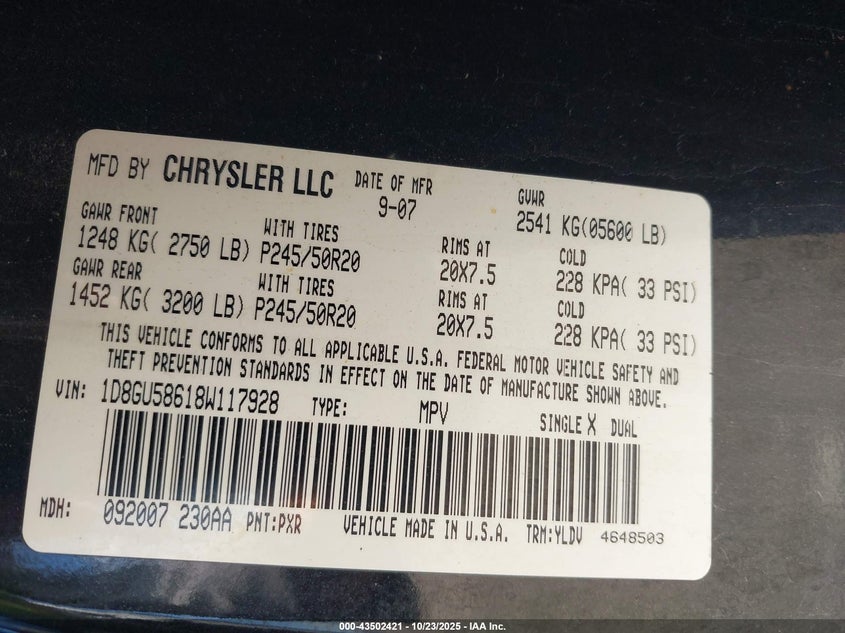 MFD BY CHRYSLER LLC DATE OF MFR 9-07 GVWR 2541 KG(05600 LB)
GAWR FRONT WITH TIRES RIMS AT COLD
1248 KG( 2750 LB) P245/50R20 20X7.5 228 KPA( 33 PSI)
GAWR REAR WITH TIRES RIMS AT COLD
1452 KG( 3200 LB) P245/50R20 20X7.5 228 KPA( 33 PSI)
THIS VEHICLE CONFORMS TO ALL APPLICABLE U.S.A. FEDERAL MOTOR VEHICLE SAFETY AND
THEFT PREVENTION STANDARDS IN EFFECT ON THE DATE OF MANUFACTURE SHOWN ABOVE.
VIN: 1D8GU58618W117928 TYPE: MPV SINGLE X DUAL
MDH: 092007 230AA PNT:PXR VEHICLE MADE IN U.S.A. TRM:YLDV 4648503
000-43502421 | 10/23/2025 - IAA Inc.